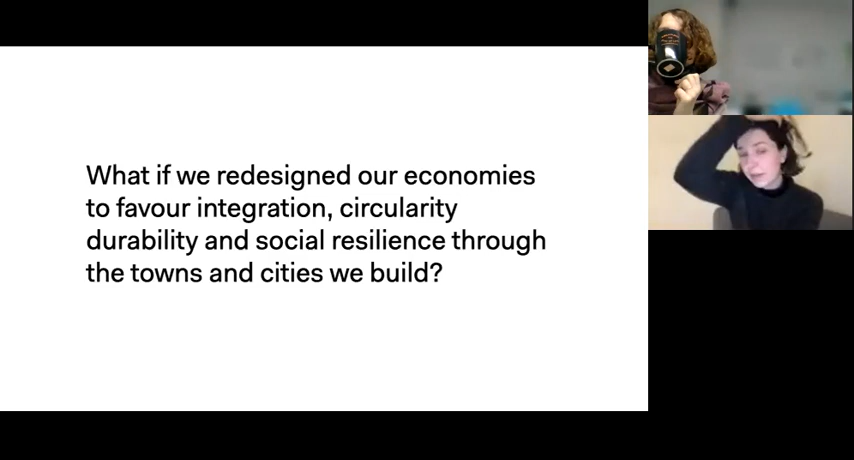 What if we redesigned our economies
to favour integration, circularity
durability and social resilience through
the towns and cities we build?